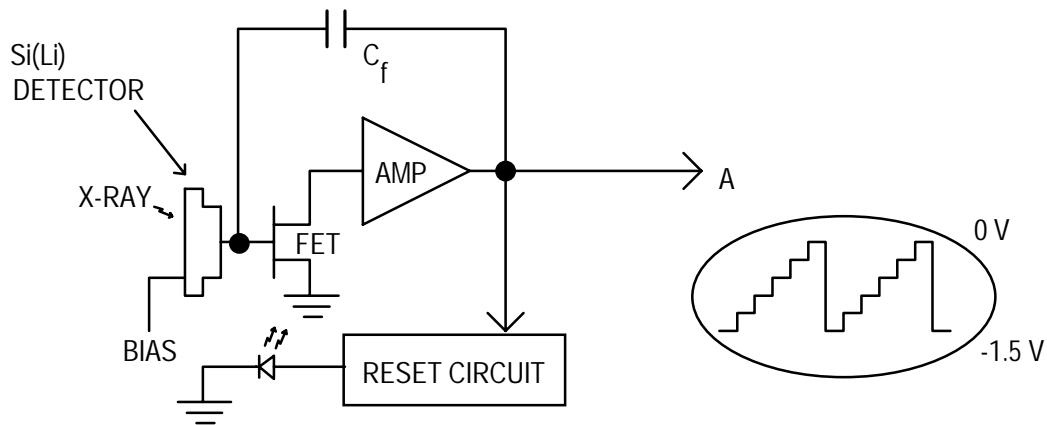 Si(Li)
DETECTOR
X-RAY
BIAS
C
f
AMP
FET
A
RESET CIRCUIT
0 V
-1.5 V